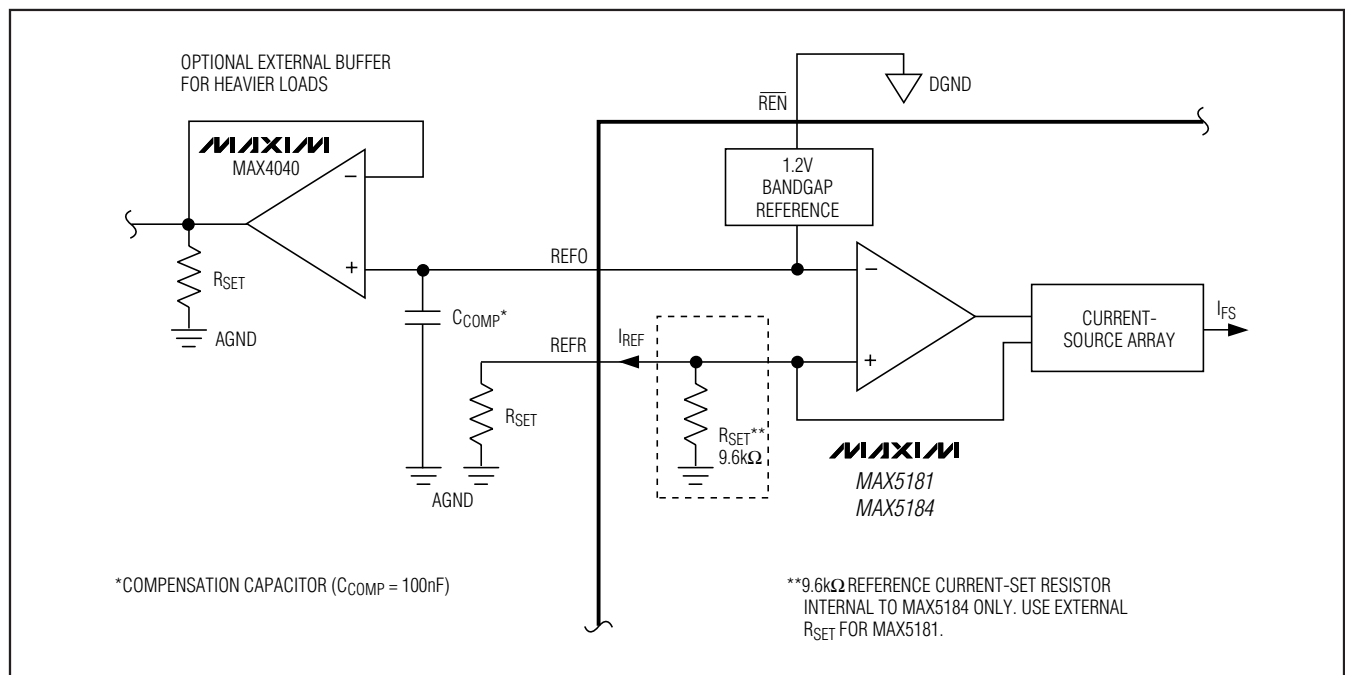 OPTIONAL EXTERNAL BUFFER
FOR HEAVIER LOADS
MAXIM
MAX4040
−
+
RSET
AGND
CCOMP*
REFO
REFR
RSET
AGND
IREF
R̅E̅N̅
DGND
1.2V
BANDGAP
REFERENCE
−
+
RSET**
9.6kΩ
CURRENT-
SOURCE ARRAY
IFS
MAXIM
MAX5181
MAX5184
*COMPENSATION CAPACITOR (CCOMP = 100nF)
**9.6kΩ REFERENCE CURRENT-SET RESISTOR
INTERNAL TO MAX5184 ONLY. USE EXTERNAL
RSET FOR MAX5181.